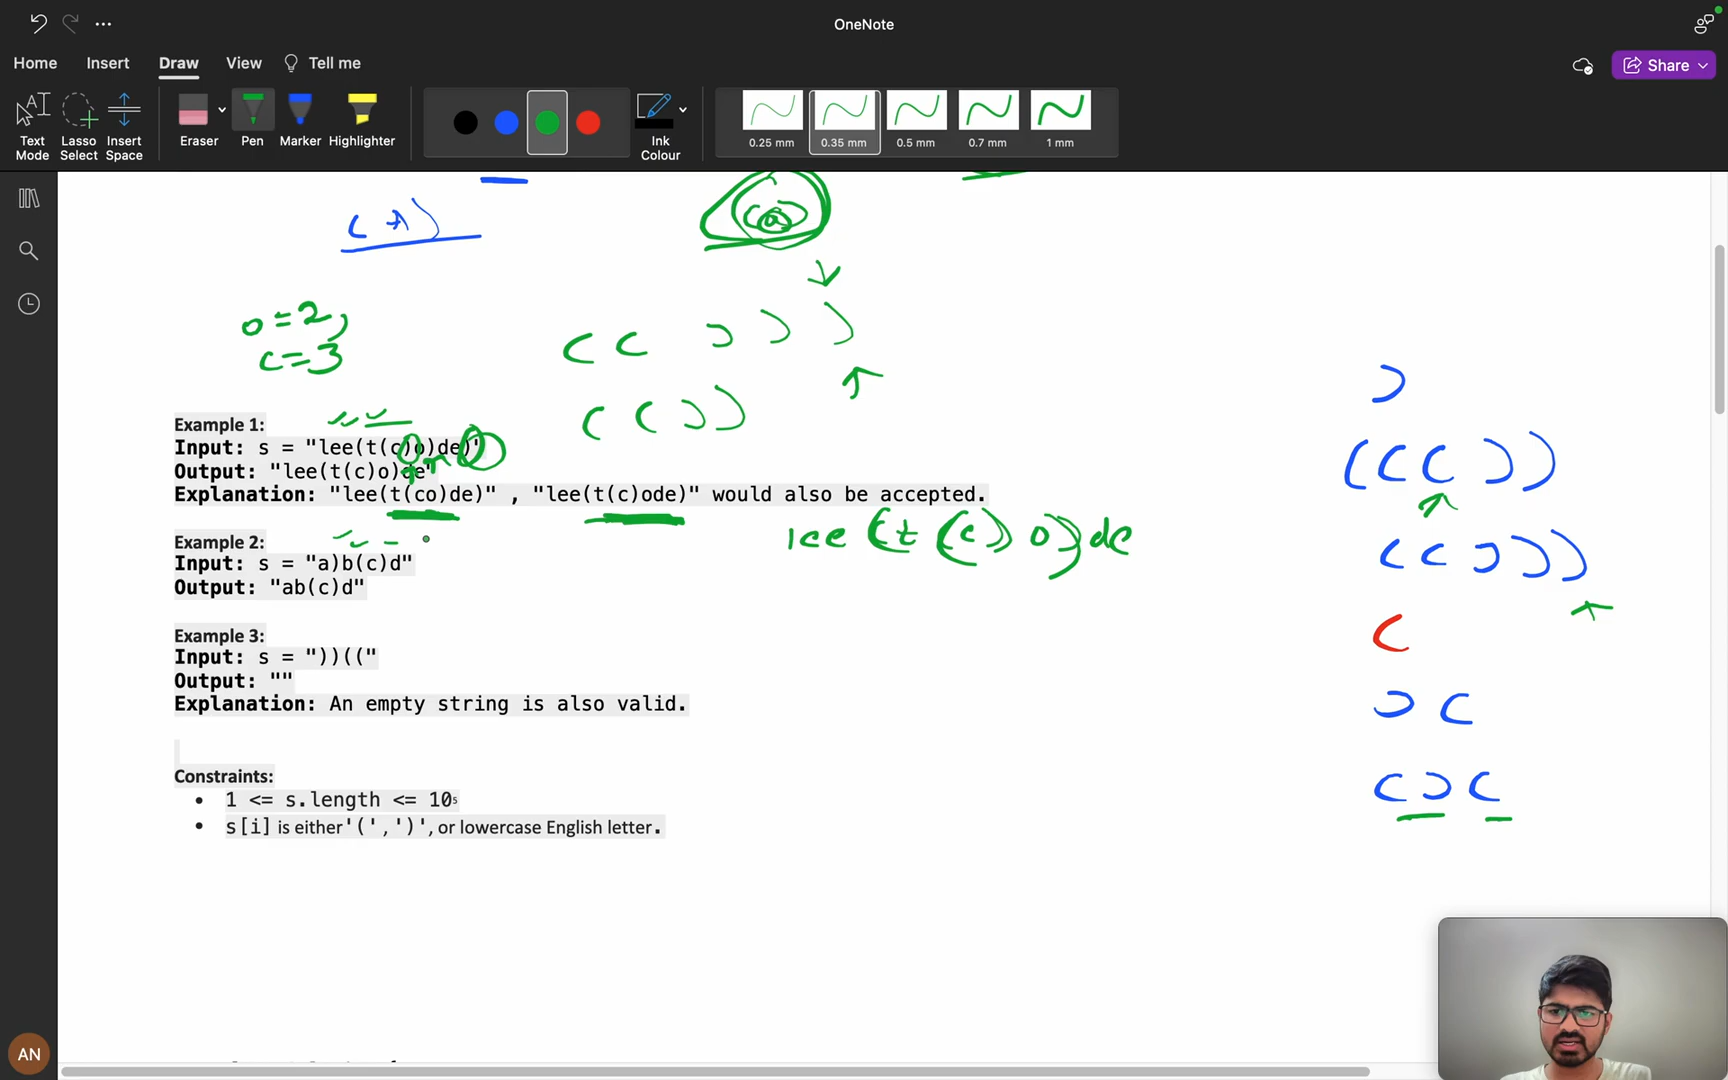 OneNote
Home Insert Draw View Tell me
Share
Text Mode
Lasso Select
Insert Space
Eraser
Pen
Marker
Highlighter
Ink Colour
0.25 mm 0.35 mm 0.5 mm 0.7 mm 1 mm
o = 2,
c = 3
( ( ) ) )
( ( ) )
Example 1:
Input: s = "lee(t(c)o)de)"
Output: "lee(t(c)o)de"
Explanation: "lee(t(co)de)" , "lee(t(c)ode)" would also be accepted.
lee (t (c) o) de
Example 2:
Input: s = "a)b(c)d"
Output: "ab(c)d"
Example 3:
Input: s = "))(("
Output: ""
Explanation: An empty string is also valid.
Constraints:
• 1 <= s.length <= 10⁵
• s[i] is either '(' , ')' , or lowercase English letter.
)
( ( ( ) )
( ( ) ) )
(
) (
( ) (
AN